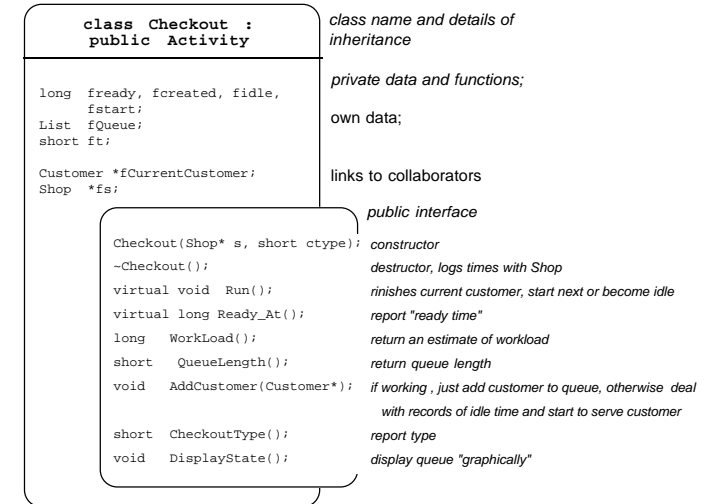 class Checkout :
public Activity
class name and details of
inheritance
private data and functions;
long fready, fcreated, fidle,
fstart;
own data;
List fQueue;
short ft;
Customer *fCurrentCustomer;
links to collaborators
Shop *fs;
public interface
Checkout(Shop* s, short ctype); constructor
~Checkout(); destructor, logs times with Shop
virtual void Run(); rinishes current customer, start next or become idle
virtual long Ready_At(); report "ready time"
long WorkLoad(); return an estimate of workload
short QueueLength(); return queue length
void AddCustomer(Customer*); if working , just add customer to queue, otherwise deal
with records of idle time and start to serve customer
short CheckoutType(); report type
void DisplayState(); display queue "graphically"